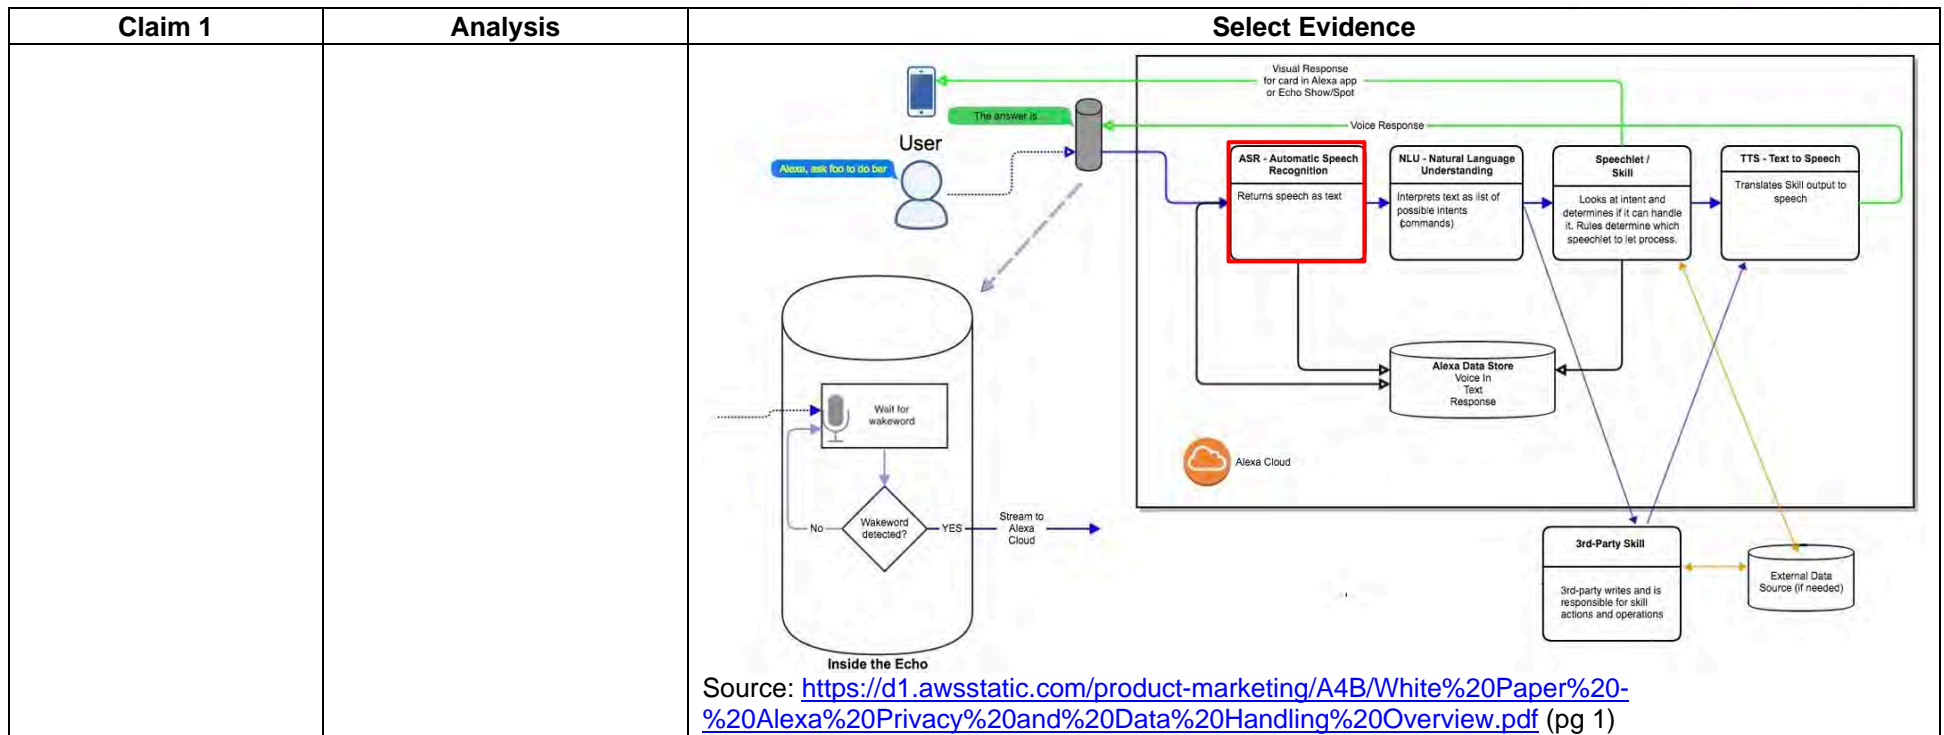 Claim 1
Analysis
Select Evidence
Visual Response
for card in Alexa app
or Echo Show/Spot
The answer is...
Voice Response
User
Alexa, ask foo to do bar
ASR - Automatic Speech
Recognition
Returns speech as text
NLU - Natural Language
Understanding
Interprets text as list of
possible intents
(commands)
Speechlet /
Skill
Looks at intent and
determines if it can handle
it. Rules determine which
speechlet to let process.
TTS - Text to Speech
Translates Skill output to
speech
Alexa Data Store
Voice In
Text
Response
Wait for
wakeword
Alexa Cloud
No
Wakeword
detected?
YES
Stream to
Alexa
Cloud
3rd-Party Skill
3rd-party writes and is
responsible for skill
actions and operations
External Data
Source (if needed)
Inside the Echo
Source: https://d1.awsstatic.com/product-marketing/A4B/White%20Paper%20-
%20Alexa%20Privacy%20and%20Data%20Handling%20Overview.pdf (pg 1)